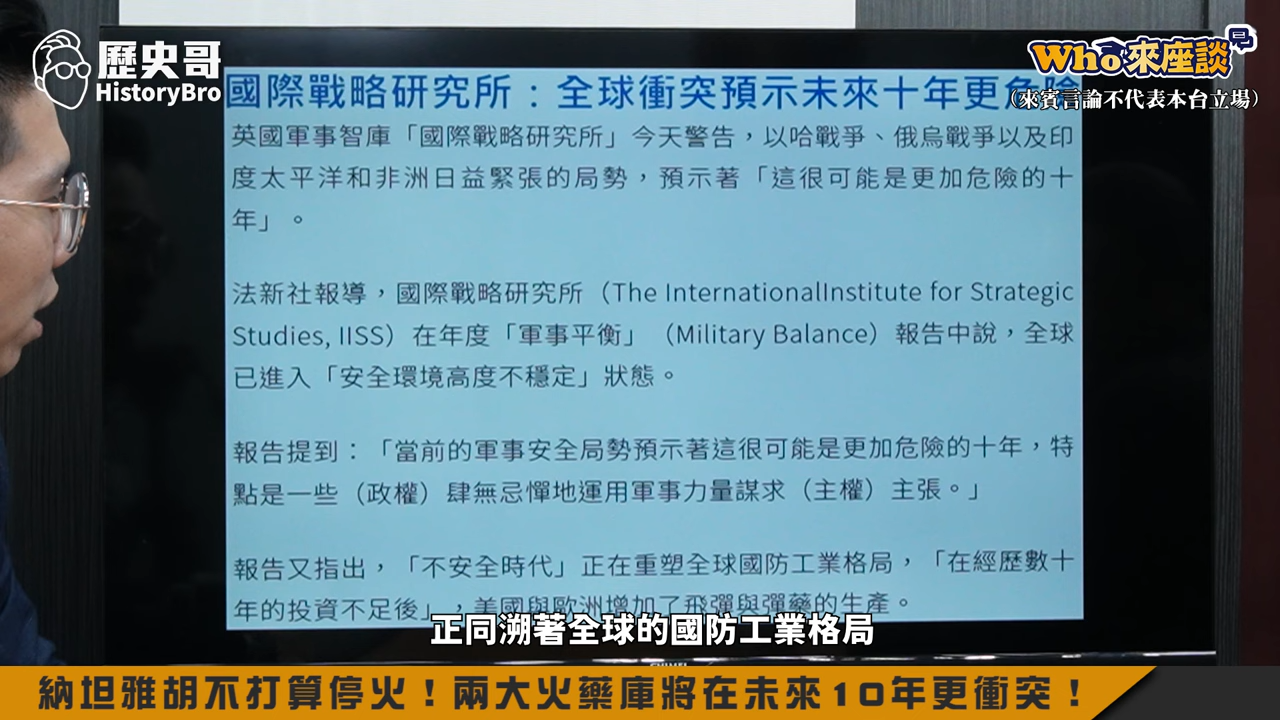 歷史哥
HistoryBro
Who來座談
(來賓言論不代表本台立場)
國際戰略研究所：全球衝突預示未來十年更危險
英國軍事智庫「國際戰略研究所」今天警告，以哈戰爭、俄烏戰爭以及印
度太平洋和非洲日益緊張的局勢，預示著「這很可能是更加危險的十
年」。
法新社報導，國際戰略研究所（The InternationalInstitute for Strategic
Studies, IISS）在年度「軍事平衡」（Military Balance）報告中說，全球
已進入「安全環境高度不穩定」狀態。
報告提到：「當前的軍事安全局勢預示著這很可能是更加危險的十年，特
點是一些（政權）肆無忌憚地運用軍事力量謀求（主權）主張。」
報告又指出，「不安全時代」正在重塑全球國防工業格局，「在經歷數十
年的投資不足後」，美國與歐洲增加了飛彈與彈藥的生產。
正同溯著全球的國防工業格局
納坦雅胡不打算停火！兩大火藥庫將在未來10年更衝突！